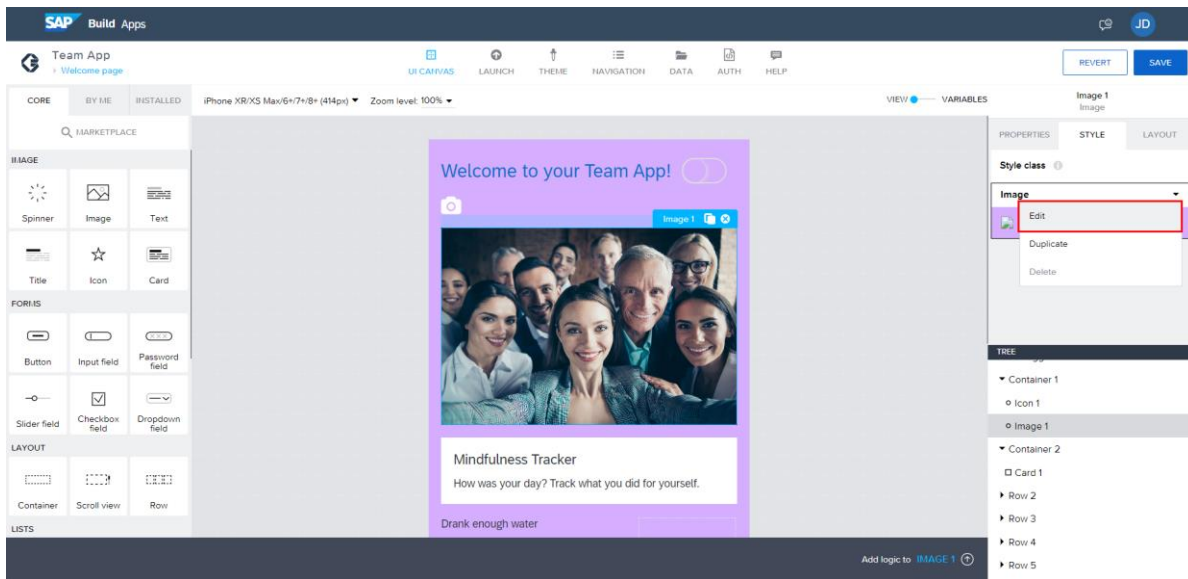 SAP Build Apps
JD
Team App
Welcome page
UI CANVAS LAUNCH THEME NAVIGATION DATA AUTH HELP
REVERT SAVE
CORE BY ME INSTALLED
iPhone XR/XS Max/6+/7+/8+ (414px) Zoom level: 100%
VIEW VARIABLES
Image 1
Image
MARKETPLACE
PROPERTIES STYLE LAYOUT
IMAGE
Spinner Image Text
Title Icon Card
FORMS
Button Input field Password field
Slider field Checkbox field Dropdown field
LAYOUT
Container Scroll view Row
LISTS
Welcome to your Team App!
Image 1
Mindfulness Tracker
How was your day? Track what you did for yourself.
Drank enough water
Add logic to IMAGE 1
Style class
Image
Edit
Duplicate
Delete
TREE
Container 1
Icon 1
Image 1
Container 2
Card 1
Row 2
Row 3
Row 4
Row 5